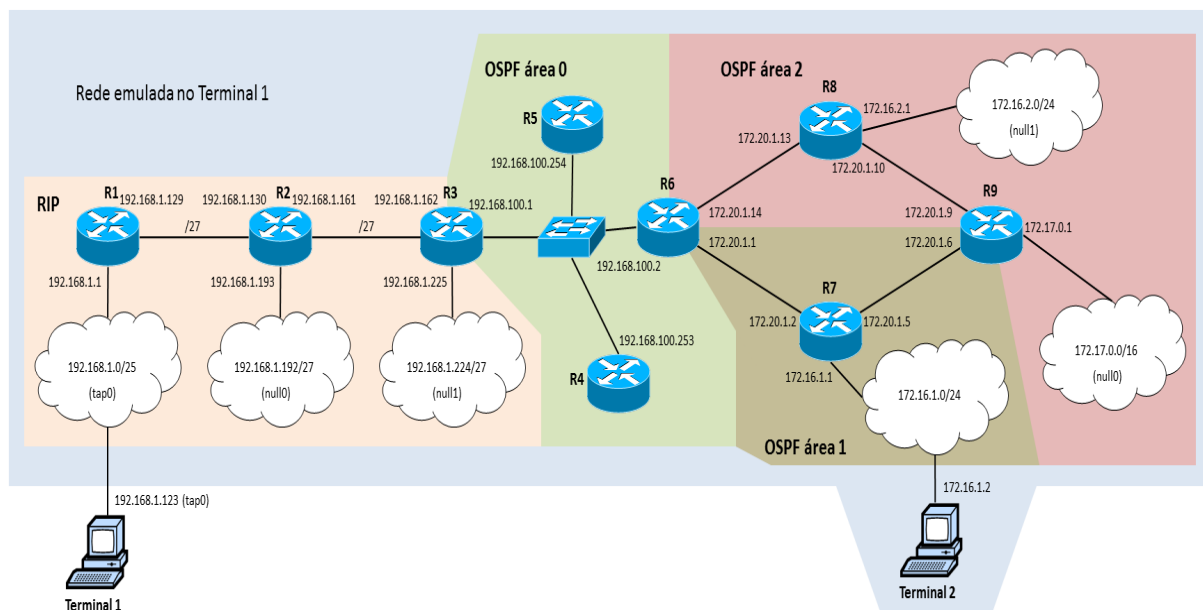 Rede emulada no Terminal 1
OSPF área 0
OSPF área 2
R8
172.16.2.1
172.16.2.0/24
(null1)
R5
192.168.100.254
172.20.1.13
172.20.1.10
RIP
R1
192.168.1.129
192.168.1.130
R2
192.168.1.161
192.168.1.162
R3
192.168.100.1
/27
/27
R6
172.20.1.14
172.20.1.1
192.168.100.2
172.20.1.9
R9
172.20.1.6
172.17.0.1
192.168.1.1
192.168.1.193
192.168.1.225
R7
172.20.1.2
172.20.1.5
172.16.1.1
192.168.100.253
R4
192.168.1.0/25
(tap0)
192.168.1.192/27
(null0)
192.168.1.224/27
(null1)
172.16.1.0/24
172.17.0.0/16
(null0)
OSPF área 1
192.168.1.123 (tap0)
172.16.1.2
Terminal 1
Terminal 2